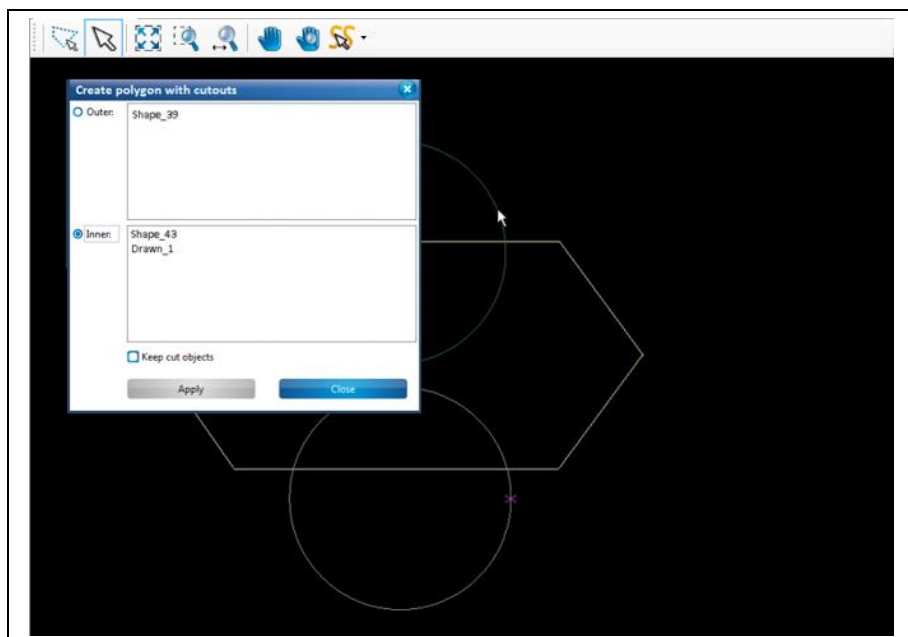 Create polygon with cutouts
Outer:
Shape_39
Inner:
Shape_43
Drawn_1
Keep cut objects
Apply
Close